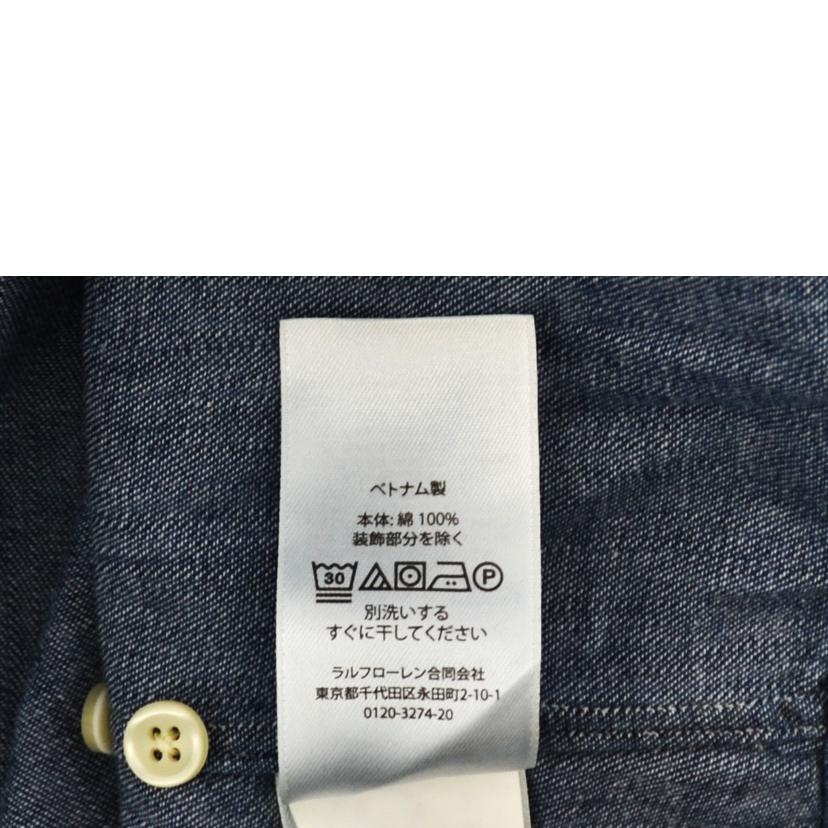 ベトナム製
本体: 綿 100%
装飾部分を除く
30 P
別洗いする
すぐに干してください
ラルフローレン合同会社
東京都千代田区永田町2-10-1
0120-3274-20